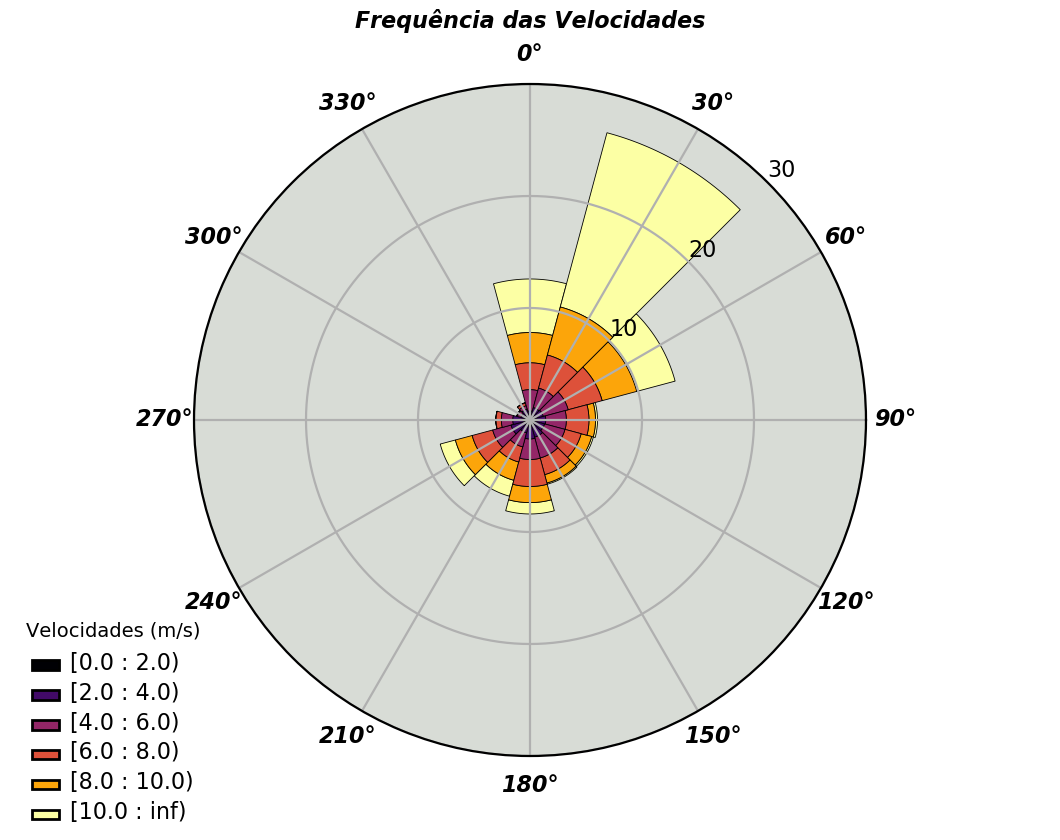 Frequência das Velocidades
0°
330°
30°
30
300°
60°
20
10
270°
90°
240°
120°
Velocidades (m/s)
[0.0 : 2.0)
[2.0 : 4.0)
[4.0 : 6.0)
210°
150°
[6.0 : 8.0)
180°
[8.0 : 10.0)
[10.0 : inf)